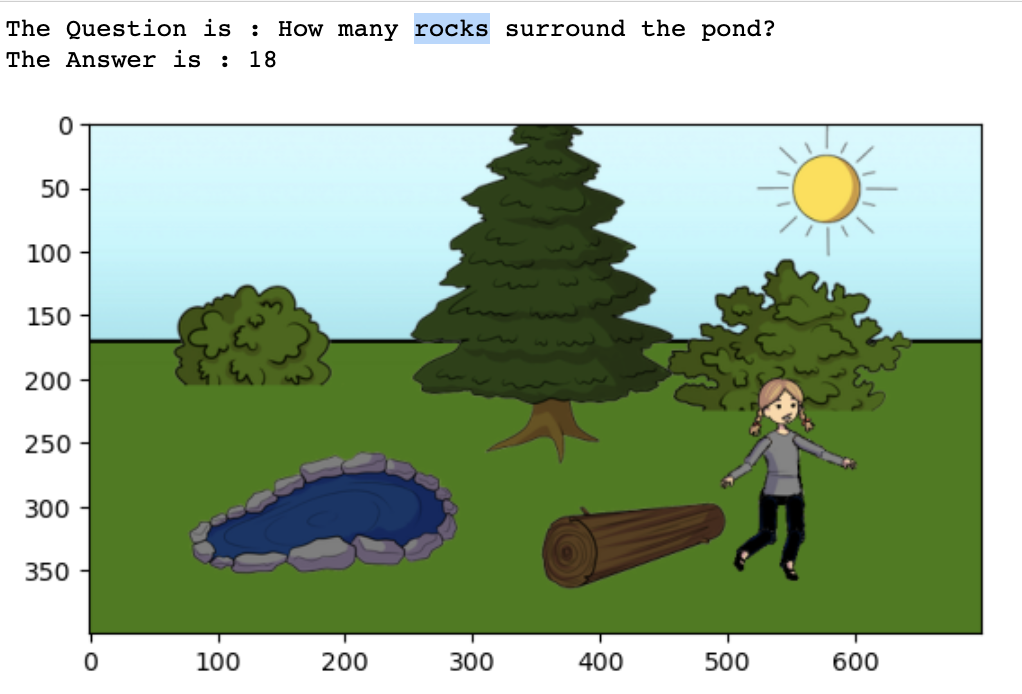 The Question is : How many rocks surround the pond?
The Answer is : 18
0
50
100
150
200
250
300
350
0 100 200 300 400 500 600